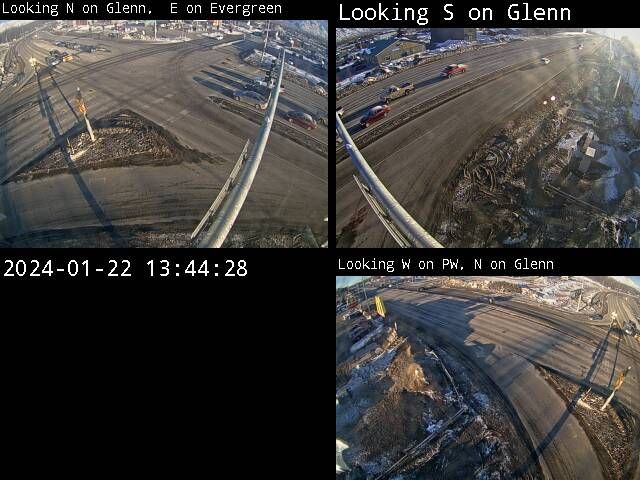 Looking N on Glenn, E on Evergreen
Looking S on Glenn
2024-01-22 13:44:28
Looking W on PW, N on Glenn